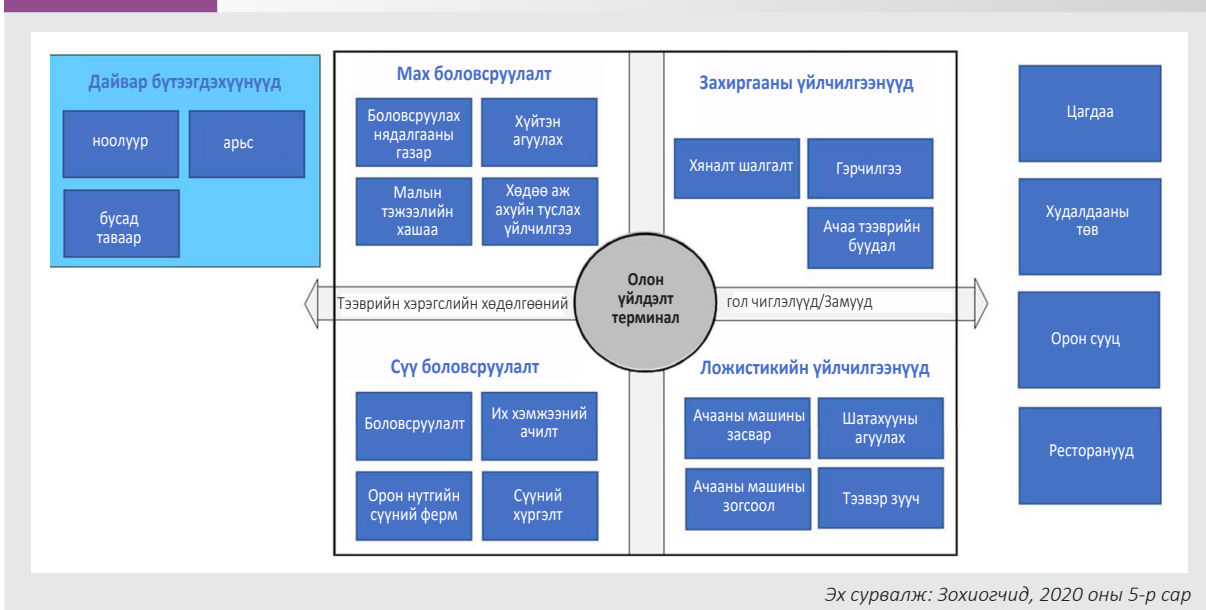 Дайвар бүтээгдэхүүнүүд
ноолуур
арьс
бусад
таваар
Мах боловсруулалт
Боловсруулах
нядалгааны
газар
Хүйтэн
агуулах
Малын
тэжээлийн
хашаа
Хөдөө аж
ахуйн туслах
үйлчилгээ
Захиргааны үйлчилгээнүүд
Хяналт шалгалт
Гэрчилгээ
Ачаа тээврийн
буудал
Тээврийн хэрэгслийн хөдөлгөөний
Олон
үйлдэлт
терминал
гол чиглэлүүд/Замууд
Сүү боловсруулалт
Боловсруулалт
Их хэмжээний
ачилт
Орон нутгийн
сүүний ферм
Сүүний
хүргэлт
Ложистикийн үйлчилгээнүүд
Ачааны машины
засвар
Шатахууны
агуулах
Ачааны машины
зогсоол
Тээвэр зууч
Цагдаа
Худалдааны
төв
Орон сууц
Ресторанууд
Эх сурвалж: Зохиогчид, 2020 оны 5-р сар